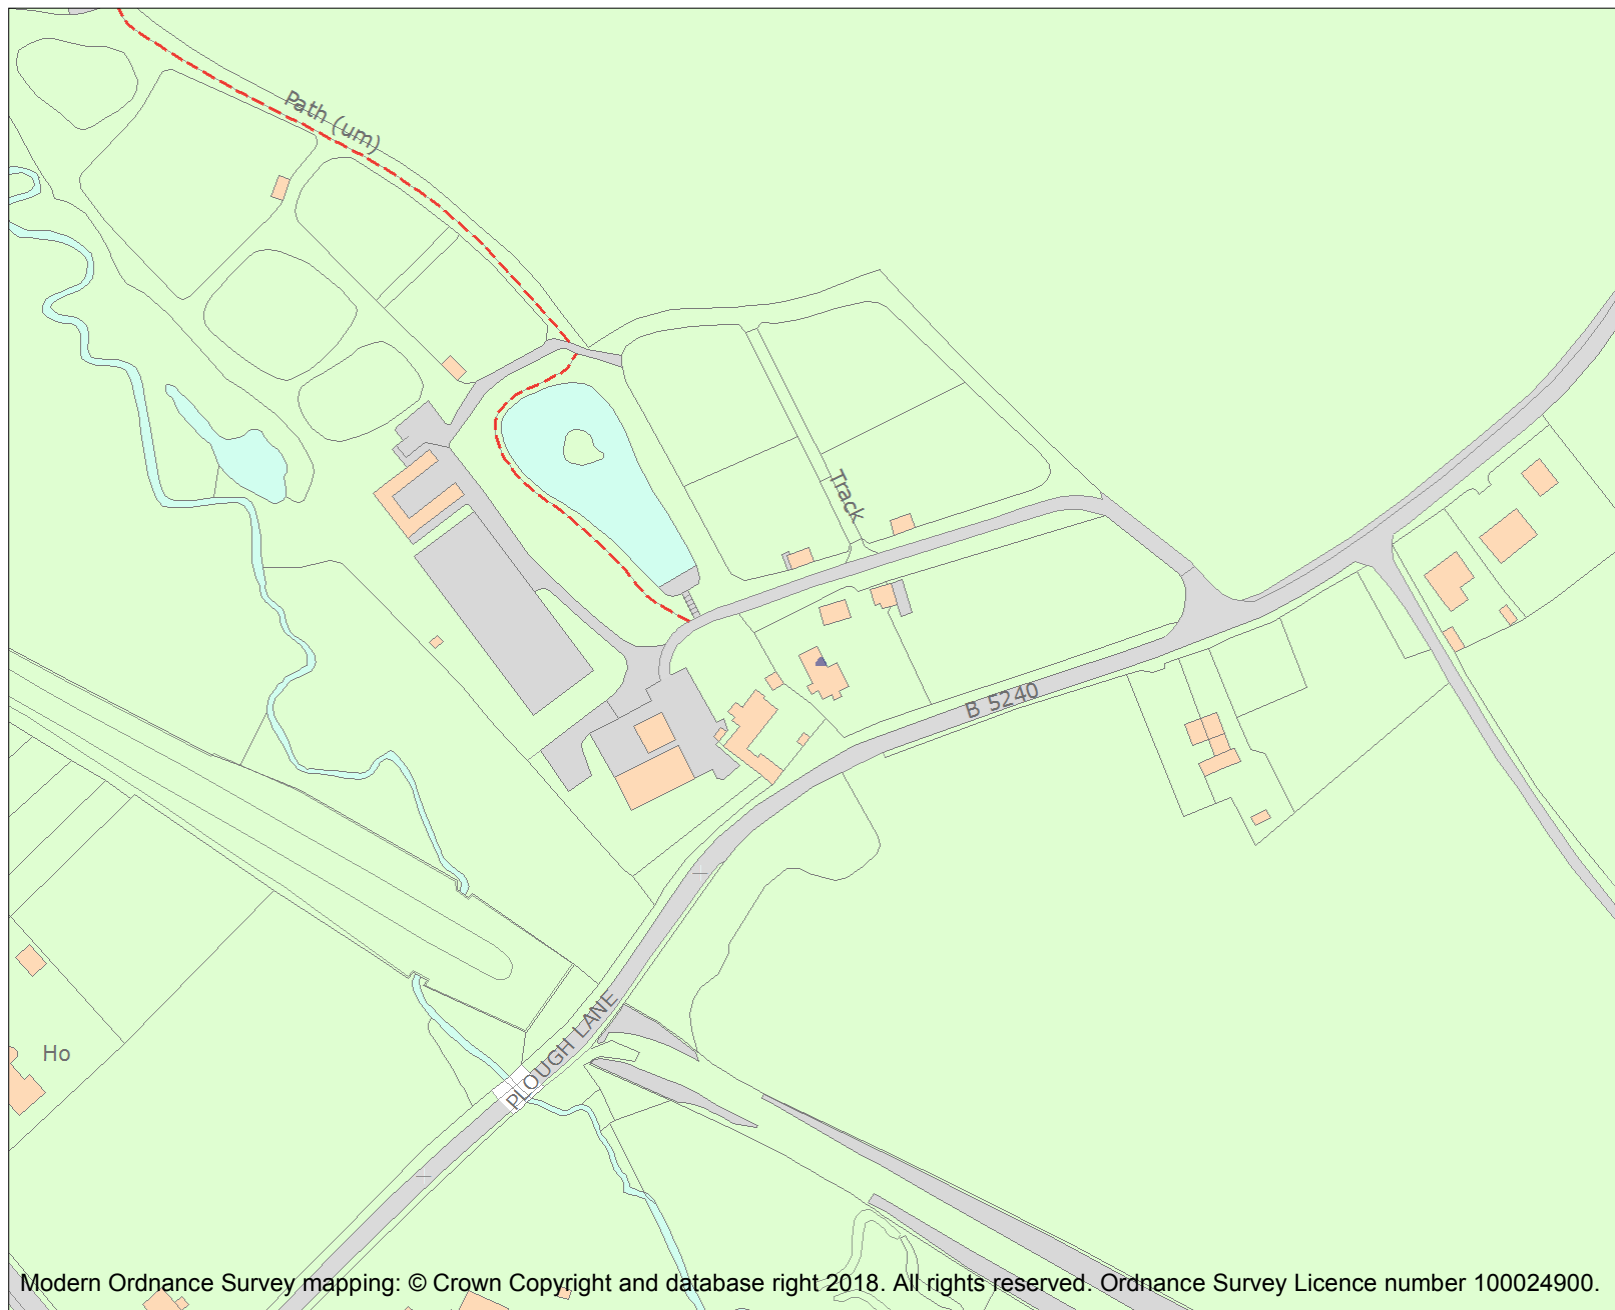 Path (um)
Track
B 5240
PLOUGH LANE
Ho
Modern Ordnance Survey mapping: © Crown Copyright and database right 2018. All rights reserved. Ordnance Survey Licence number 100024900.